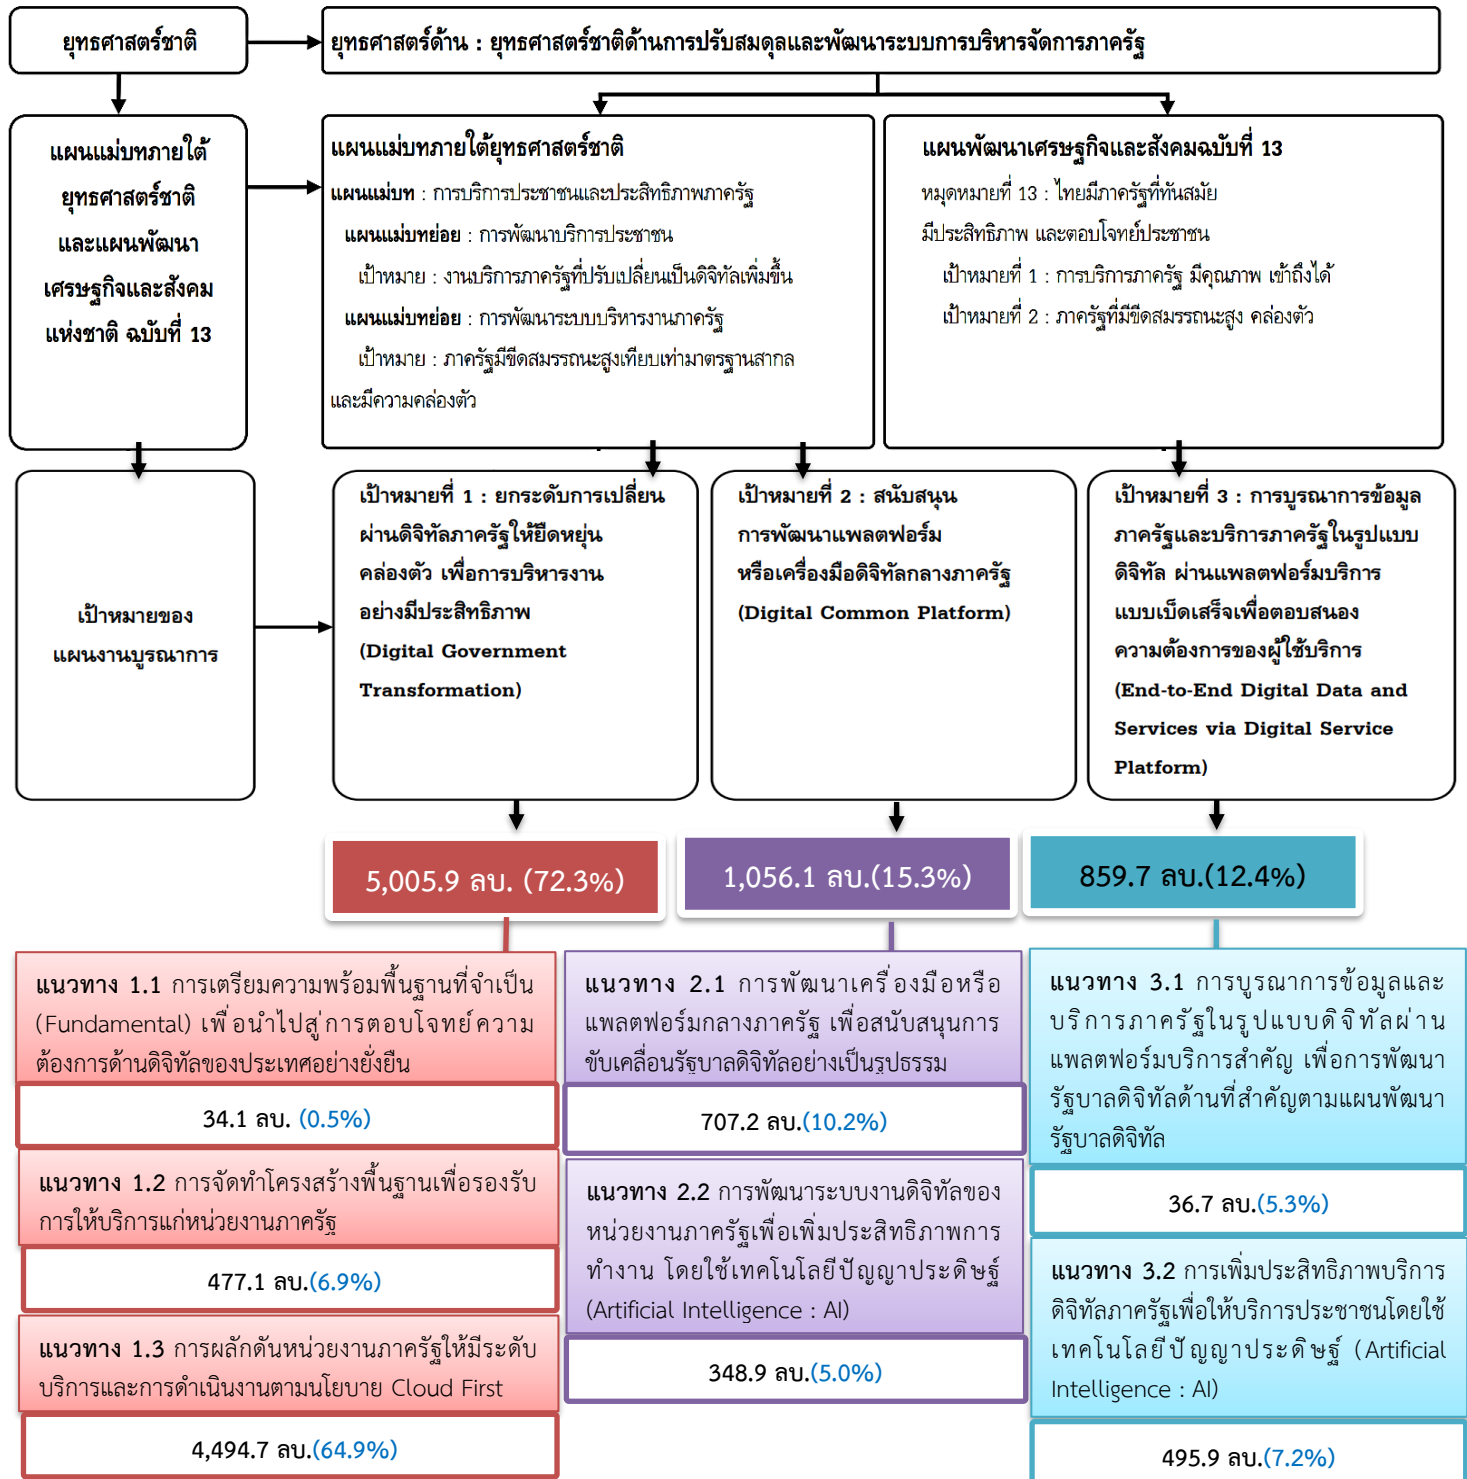 ยุทธศาสตร์ชาติ
ยุทธศาสตร์ด้าน : ยุทธศาสตร์ชาติด้านการปรับสมดุลและพัฒนาระบบการบริหารจัดการภาครัฐ
แผนแม่บทภายใต้
ยุทธศาสตร์ชาติ
และแผนพัฒนา
เศรษฐกิจและสังคม
แห่งชาติ ฉบับที่ 13
แผนแม่บทภายใต้ยุทธศาสตร์ชาติ
แผนแม่บท : การบริการประชาชนและประสิทธิภาพภาครัฐ
แผนแม่บทย่อย : การพัฒนาบริการประชาชน
เป้าหมาย : งานบริการภาครัฐที่ปรับเปลี่ยนเป็นดิจิทัลเพิ่มขึ้น
แผนแม่บทย่อย : การพัฒนาระบบบริหารงานภาครัฐ
เป้าหมาย : ภาครัฐมีขีดสมรรถนะสูงเทียบเท่ามาตรฐานสากล
และมีความคล่องตัว
แผนพัฒนาเศรษฐกิจและสังคมฉบับที่ 13
หมุดหมายที่ 13 : ไทยมีภาครัฐที่ทันสมัย
มีประสิทธิภาพ และตอบโจทย์ประชาชน
เป้าหมายที่ 1 : การบริการภาครัฐ มีคุณภาพ เข้าถึงได้
เป้าหมายที่ 2 : ภาครัฐที่มีขีดสมรรถนะสูง คล่องตัว
เป้าหมายของ
แผนงานบูรณาการ
เป้าหมายที่ 1 : ยกระดับการเปลี่ยน
ผ่านดิจิทัลภาครัฐให้ยืดหยุ่น
คล่องตัว เพื่อการบริหารงาน
อย่างมีประสิทธิภาพ
(Digital Government
Transformation)
เป้าหมายที่ 2 : สนับสนุน
การพัฒนาแพลตฟอร์ม
หรือเครื่องมือดิจิทัลกลางภาครัฐ
(Digital Common Platform)
เป้าหมายที่ 3 : การบูรณาการข้อมูล
ภาครัฐและบริการภาครัฐในรูปแบบ
ดิจิทัล ผ่านแพลตฟอร์มบริการ
แบบเบ็ดเสร็จเพื่อตอบสนอง
ความต้องการของผู้ใช้บริการ
(End-to-End Digital Data and
Services via Digital Service
Platform)
5,005.9 ลบ. (72.3%)
1,056.1 ลบ.(15.3%)
859.7 ลบ.(12.4%)
แนวทาง 1.1 การเตรียมความพร้อมพื้นฐานที่จำเป็น
(Fundamental) เพื่อนำไปสู่การตอบโจทย์ความ
ต้องการด้านดิจิทัลของประเทศอย่างยั่งยืน
34.1 ลบ. (0.5%)
แนวทาง 1.2 การจัดทำโครงสร้างพื้นฐานเพื่อรองรับ
การให้บริการแก่หน่วยงานภาครัฐ
477.1 ลบ.(6.9%)
แนวทาง 1.3 การผลักดันหน่วยงานภาครัฐให้มีระดับ
บริการและการดำเนินงานตามนโยบาย Cloud First
4,494.7 ลบ.(64.9%)
แนวทาง 2.1 การพัฒนาเครื่องมือหรือ
แพลตฟอร์มกลางภาครัฐ เพื่อสนับสนุนการ
ขับเคลื่อนรัฐบาลดิจิทัลอย่างเป็นรูปธรรม
707.2 ลบ.(10.2%)
แนวทาง 2.2 การพัฒนาระบบงานดิจิทัลของ
หน่วยงานภาครัฐเพื่อเพิ่มประสิทธิภาพการ
ทำงาน โดยใช้เทคโนโลยีปัญญาประดิษฐ์
(Artificial Intelligence : AI)
348.9 ลบ.(5.0%)
แนวทาง 3.1 การบูรณาการข้อมูลและ
บริการภาครัฐในรูปแบบดิจิทัลผ่าน
แพลตฟอร์มบริการสำคัญ เพื่อการพัฒนา
รัฐบาลดิจิทัลด้านที่สำคัญตามแผนพัฒนา
รัฐบาลดิจิทัล
36.7 ลบ.(5.3%)
แนวทาง 3.2 การเพิ่มประสิทธิภาพบริการ
ดิจิทัลภาครัฐเพื่อให้บริการประชาชนโดยใช้
เทคโนโลยีปัญญาประดิษฐ์ (Artificial
Intelligence : AI)
495.9 ลบ.(7.2%)